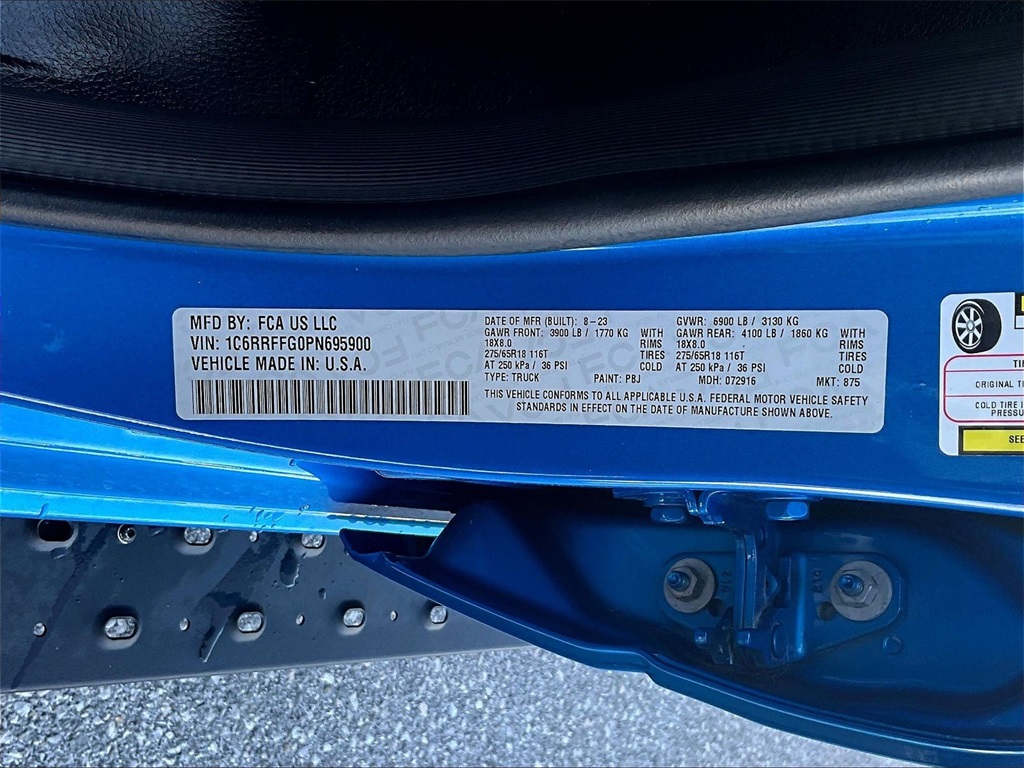 MFD BY: FCA US LLC
VIN: 1C6RRFFG0PN695900
VEHICLE MADE IN: U.S.A.
DATE OF MFR (BUILT): 8-23 GVWR: 6900 LB / 3130 KG
GAWR FRONT: 3900 LB / 1770 KG WITH GAWR REAR: 4100 LB / 1860 KG WITH
18X8.0 RIMS 18X8.0 RIMS
275/65R18 116T TIRES 275/65R18 116T TIRES
AT 250 kPa / 36 PSI COLD AT 250 kPa / 36 PSI COLD
TYPE: TRUCK PAINT: PBJ MDH: 072916 MKT: 875
THIS VEHICLE CONFORMS TO ALL APPLICABLE U.S.A. FEDERAL MOTOR VEHICLE SAFETY
STANDARDS IN EFFECT ON THE DATE OF MANUFACTURE SHOWN ABOVE.
ORIGINAL
COLD TIRE
SEE